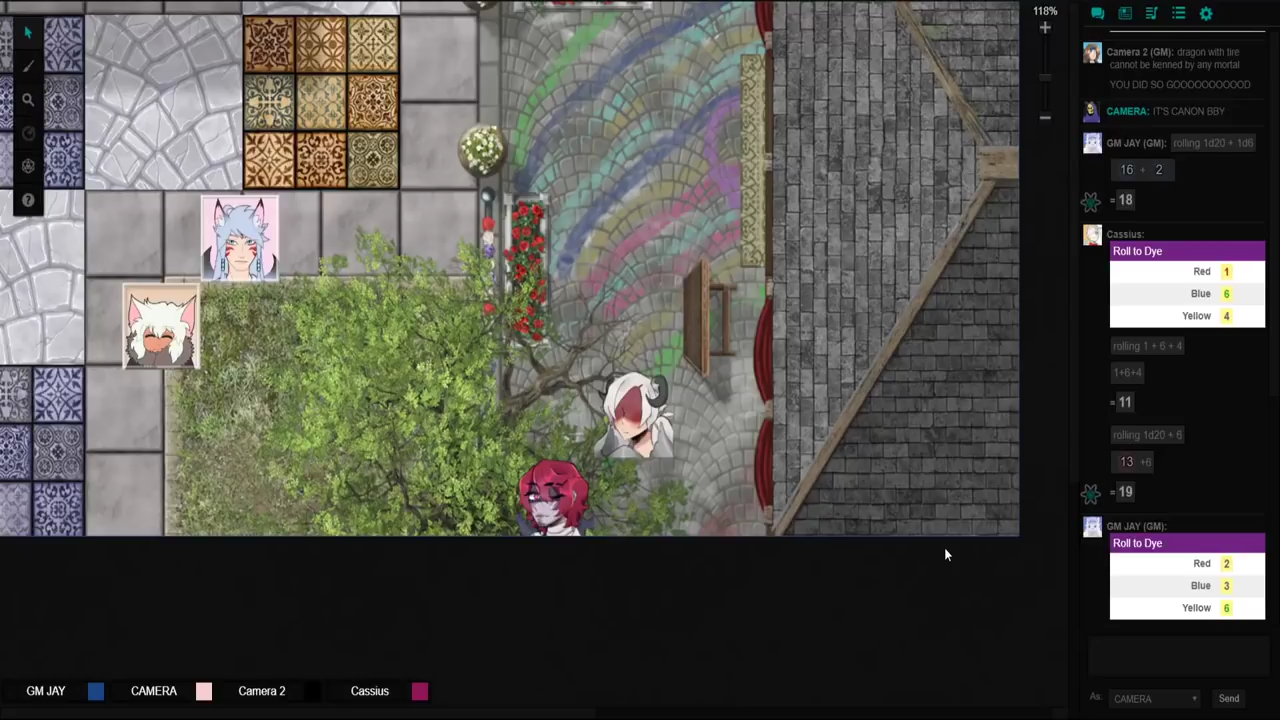 118%
Camera 2 (GM): dragon with tire
cannot be kenned by any mortal
YOU DID SO GOOOOOOOOOOD
CAMERA: IT'S CANON BBY
GM JAY (GM): rolling 1d20 + 1d6
16 + 2
= 18
Cassius:
Roll to Dye
Red 1
Blue 6
Yellow 4
rolling 1 + 6 + 4
1+6+4
= 11
rolling 1d20 + 6
13 +6
= 19
GM JAY (GM):
Roll to Dye
Red 2
Blue 3
Yellow 6
As: CAMERA Send
GM JAY CAMERA Camera 2 Cassius